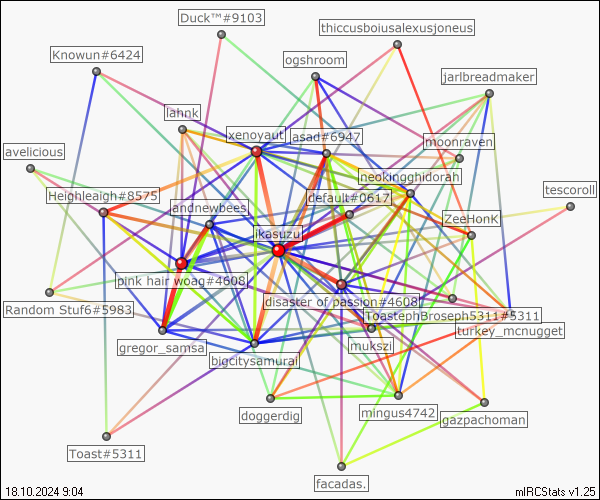 Duck™#9103
thiccusboiusalexusjoneus
Knowun#6424
ogshroom
jarlbreadmaker
iahnk
xenoyaut
asad#6947
moonraven
avelicious
neokingghidorah
tescoroll
Heighleaigh#8575
default#0617
andnewbees
ZeeHonK
ikasuzu
pink hair woag#4608
disaster of passion#4608
Random Stuf6#5983
ToastephBroseph5311#5311
turkey_mcnugget
gregor_samsa
mukszi
bigcitysamurai
doggerdig
mingus4742
gazpachoman
Toast#5311
facadas.
18.10.2024 9:04
mIRCStats v1.25